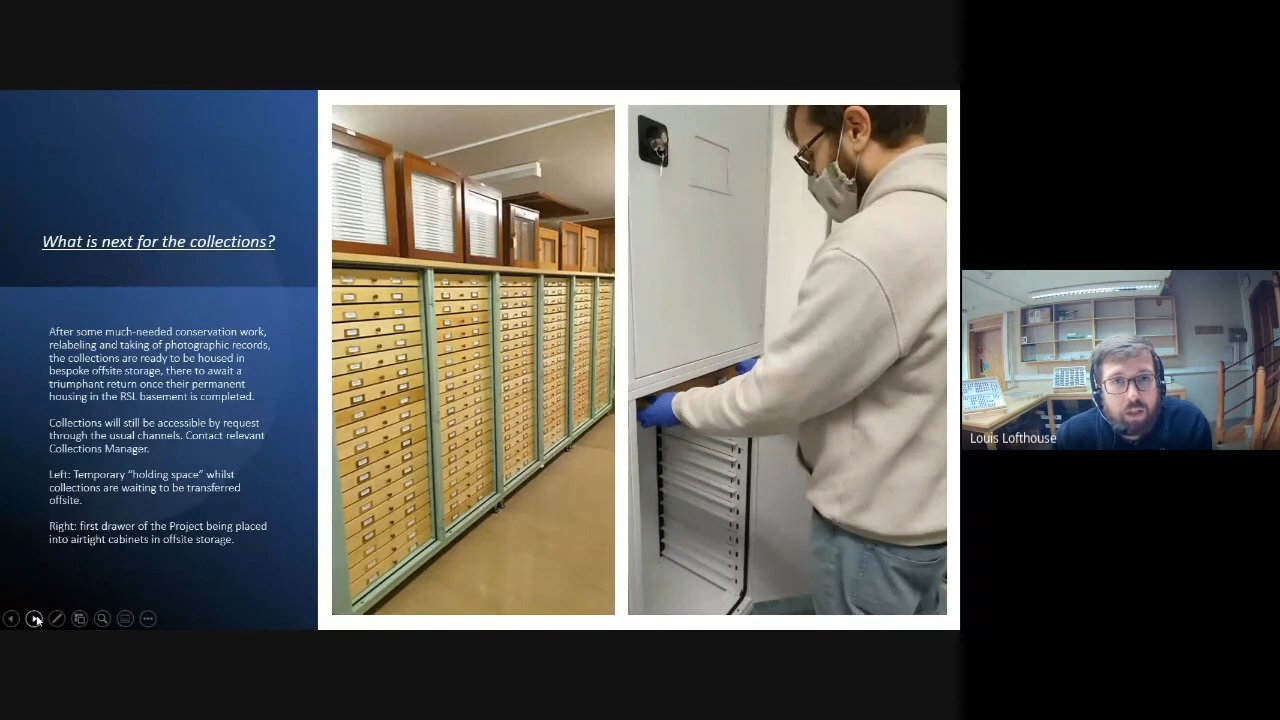 What is next for the collections?
After some much-needed conservation work,
relabeling and taking of photographic records,
the collections are ready to be housed in
bespoke offsite storage, there to await a
triumphant return once their permanent
housing in the RSL basement is completed.
Collections will still be accessible by request
through the usual channels. Contact relevant
Collections Manager.
Left: Temporary “holding space” whilst
collections are waiting to be transferred
offsite.
Right: first drawer of the Project being placed
into airtight cabinets in offsite storage.
Louis Lofthouse